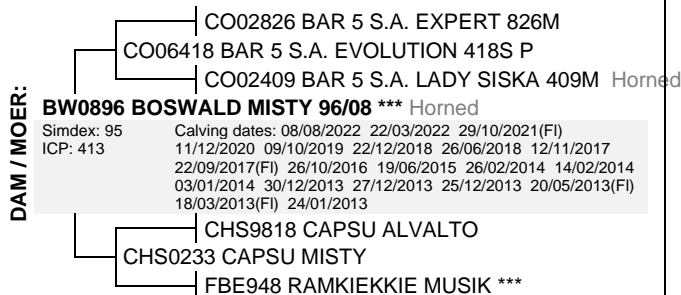 CO02826 BAR 5 S.A. EXPERT 826M
CO06418 BAR 5 S.A. EVOLUTION 418S P
CO02409 BAR 5 S.A. LADY SISKA 409M Horned
DAM / MOER:
BW0896 BOSWALD MISTY 96/08 *** Horned
Simdex: 95 Calving dates: 08/08/2022 22/03/2022 29/10/2021(FI)
ICP: 413 11/12/2020 09/10/2019 22/12/2018 26/06/2018 12/11/2017
22/09/2017(FI) 26/10/2016 19/06/2015 26/02/2014 14/02/2014
03/01/2014 30/12/2013 27/12/2013 25/12/2013 20/05/2013(FI)
18/03/2013(FI) 24/01/2013
CHS9818 CAPSU ALVALTO
CHS0233 CAPSU MISTY
FBE948 RAMKIEKKIE MUSIK ***